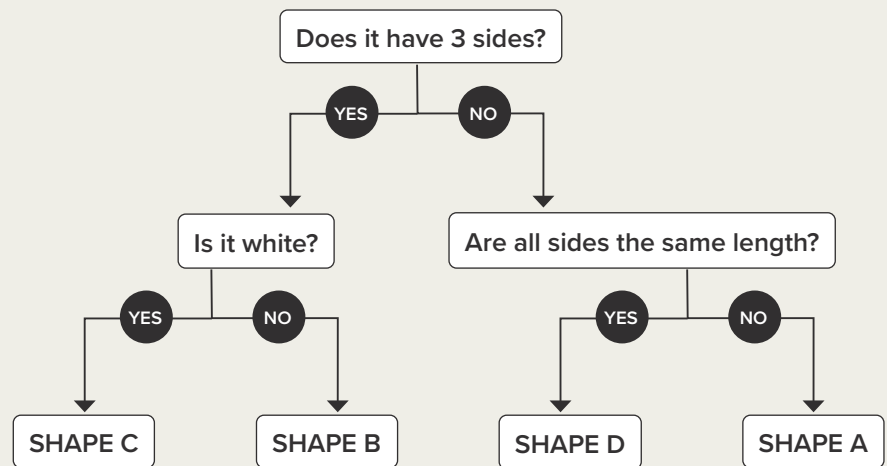 Does it have 3 sides?
YES
NO
Is it white?
Are all sides the same length?
YES
NO
YES
NO
SHAPE C
SHAPE B
SHAPE D
SHAPE A